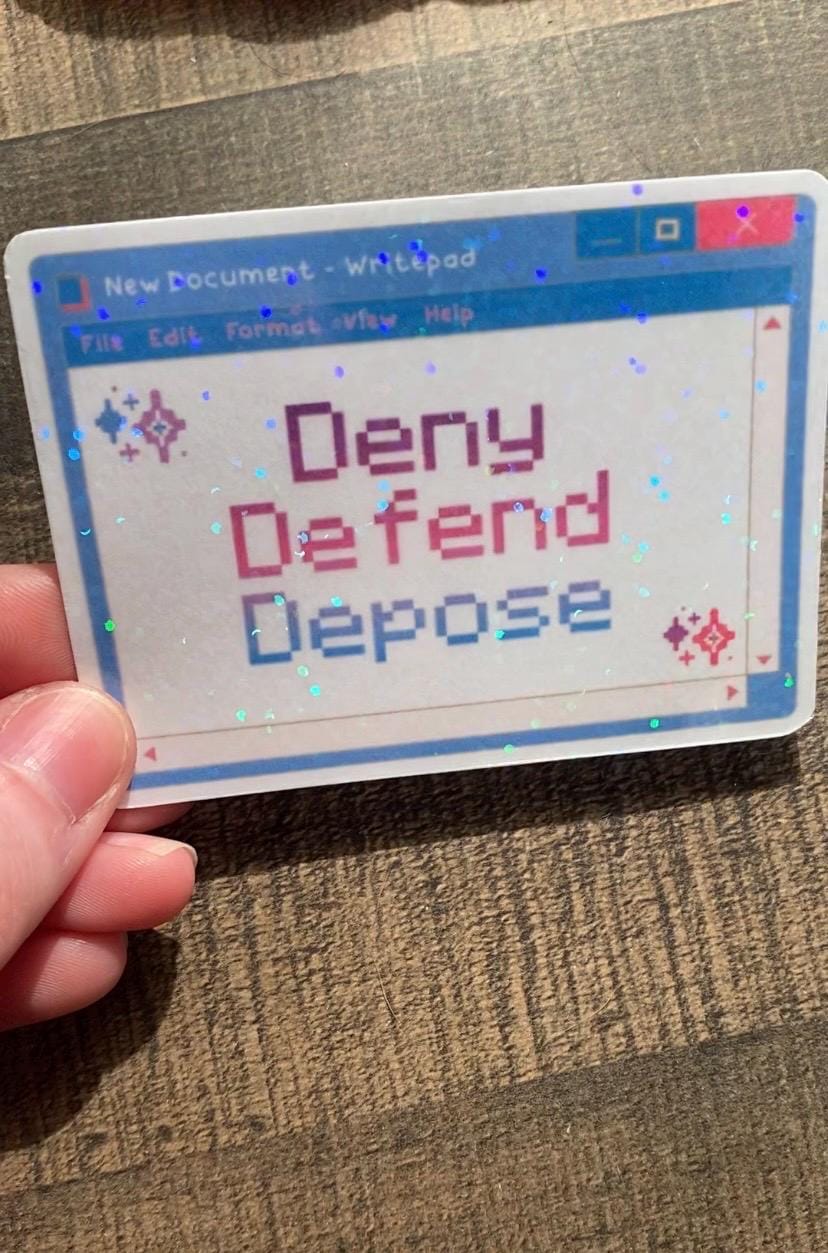 New Document - Writepad
File Edit Format View Help
Deny
Defend
Depose